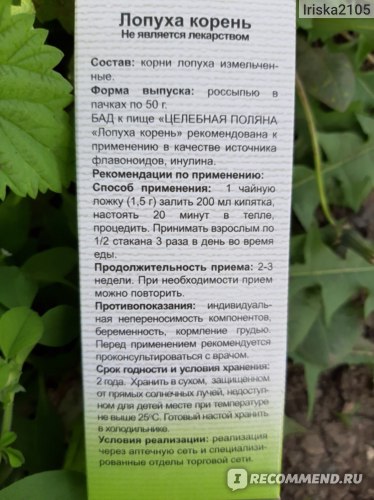 Iriska2105
Лопуха корень
Не является лекарством
Состав: корни лопуха измельчен-
ные.
Форма выпуска: россыпью в
пачках по 50 г.
БАД к пище «ЦЕЛЕБНАЯ ПОЛЯНА
«Лопуха корень» рекомендована к
применению в качестве источника
флавоноидов, инулина.
Рекомендации по применению:
Способ применения: 1 чайную
ложку (1,5 г) залить 200 мл кипятка,
настоять 20 минут в тепле,
процедить. Принимать взрослым по
1/2 стакана 3 раза в день во время
еды.
Продолжительность приема: 2-3
недели. При необходимости прием
можно повторить.
Противопоказания: индивидуаль-
ная непереносимость компонентов,
беременность, кормление грудью.
Перед применением рекомендуется
проконсультироваться с врачом.
Срок годности и условия хранения:
2 года. Хранить в сухом, защищенном
от прямых солнечных лучей, недоступ-
ном для детей месте при температуре
не выше 25°С. Готовый настой хранить
в холодильнике.
Условия реализации: реализация
через аптечную сеть и специализи-
рованные отделы торговой сети.
IRECOMMEND.RU